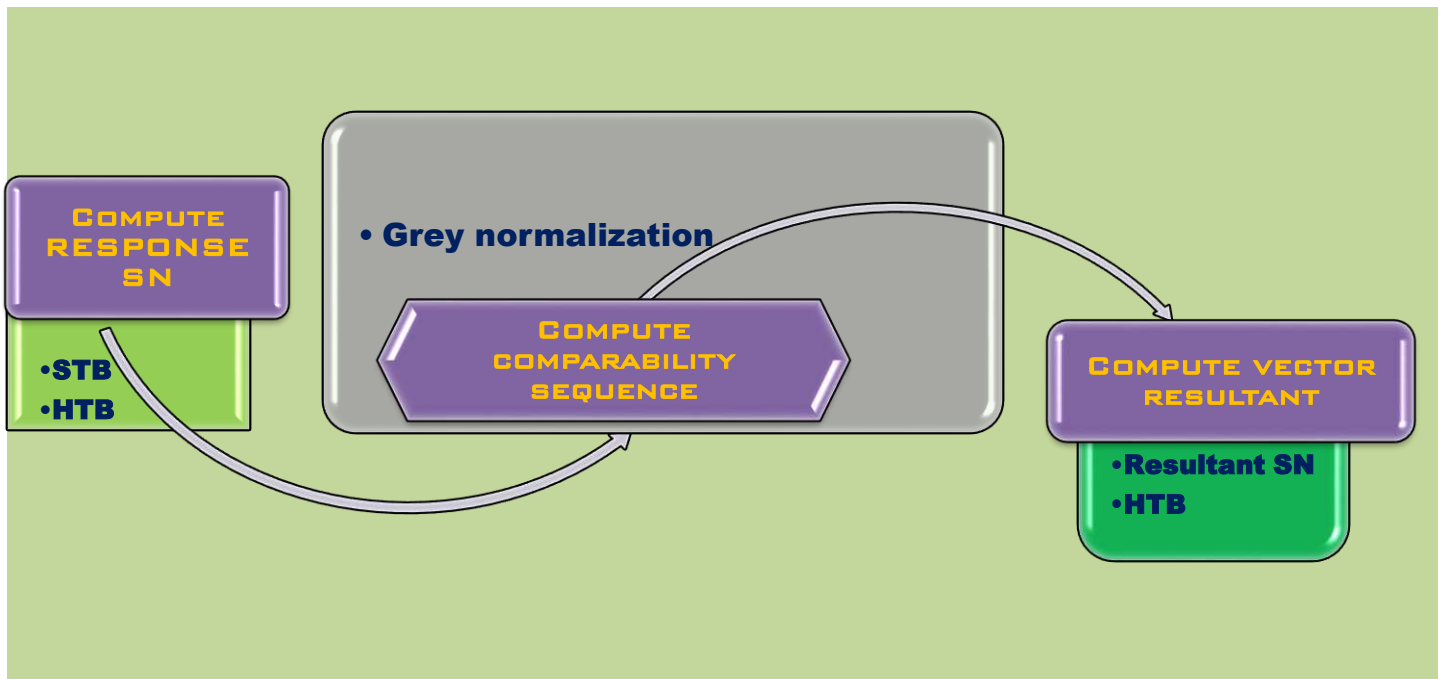 COMPUTE
RESPONSE
SN
•STB
•HTB
• Grey normalization
COMPUTE
COMPARABILITY
SEQUENCE
COMPUTE VECTOR
RESULTANT
•Resultant SN
•HTB